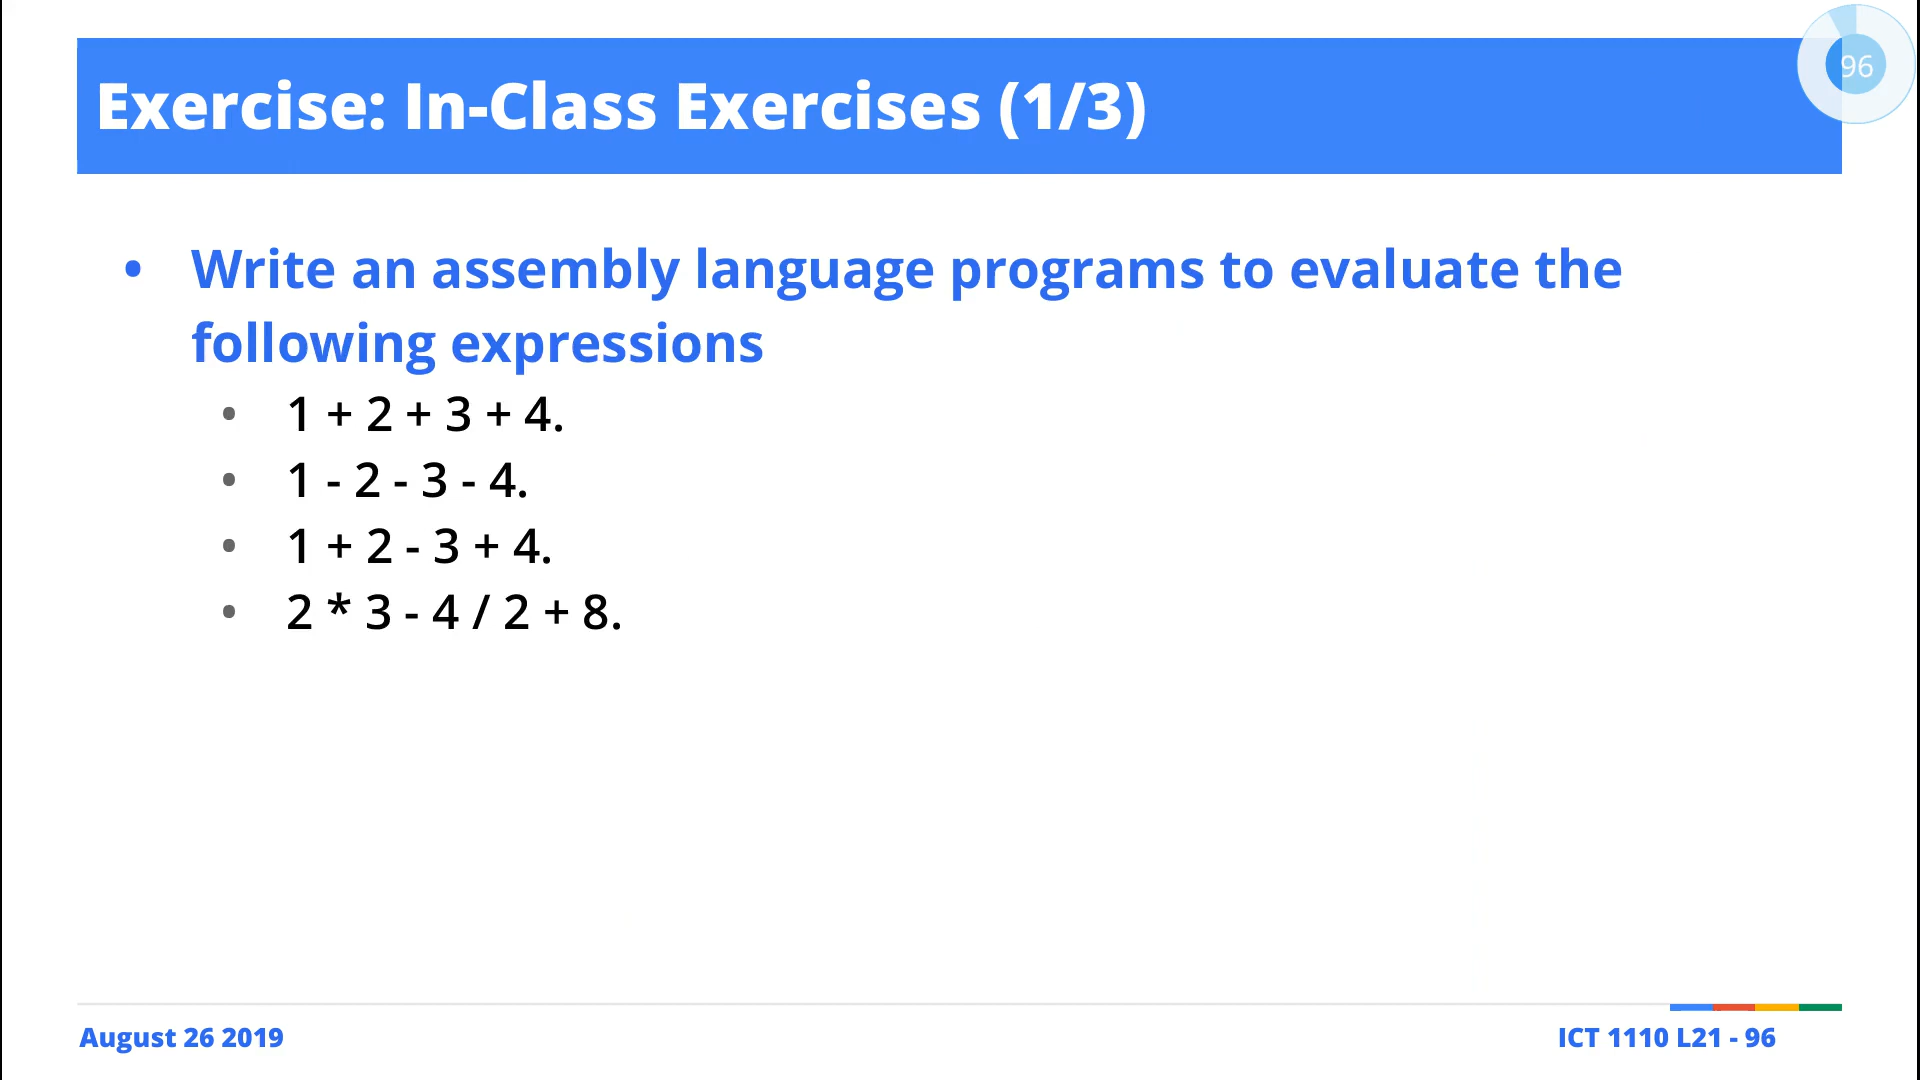 96
Exercise: In-Class Exercises (1/3)
• Write an assembly language programs to evaluate the
following expressions
• 1 + 2 + 3 + 4.
• 1 - 2 - 3 - 4.
• 1 + 2 - 3 + 4.
• 2 * 3 - 4 / 2 + 8.
August 26 2019
ICT 1110 L21 - 96